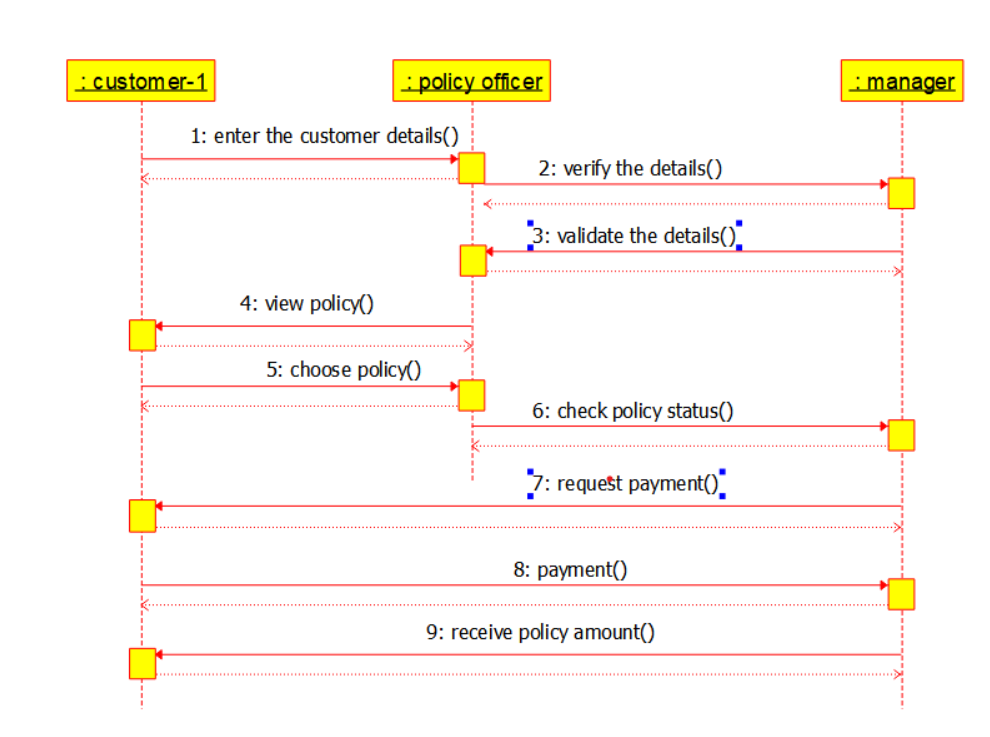 : customer-1
: policy officer
: manager
1: enter the customer details()
2: verify the details()
3: validate the details()
4: view policy()
5: choose policy()
6: check policy status()
7: request payment()
8: payment()
9: receive policy amount()